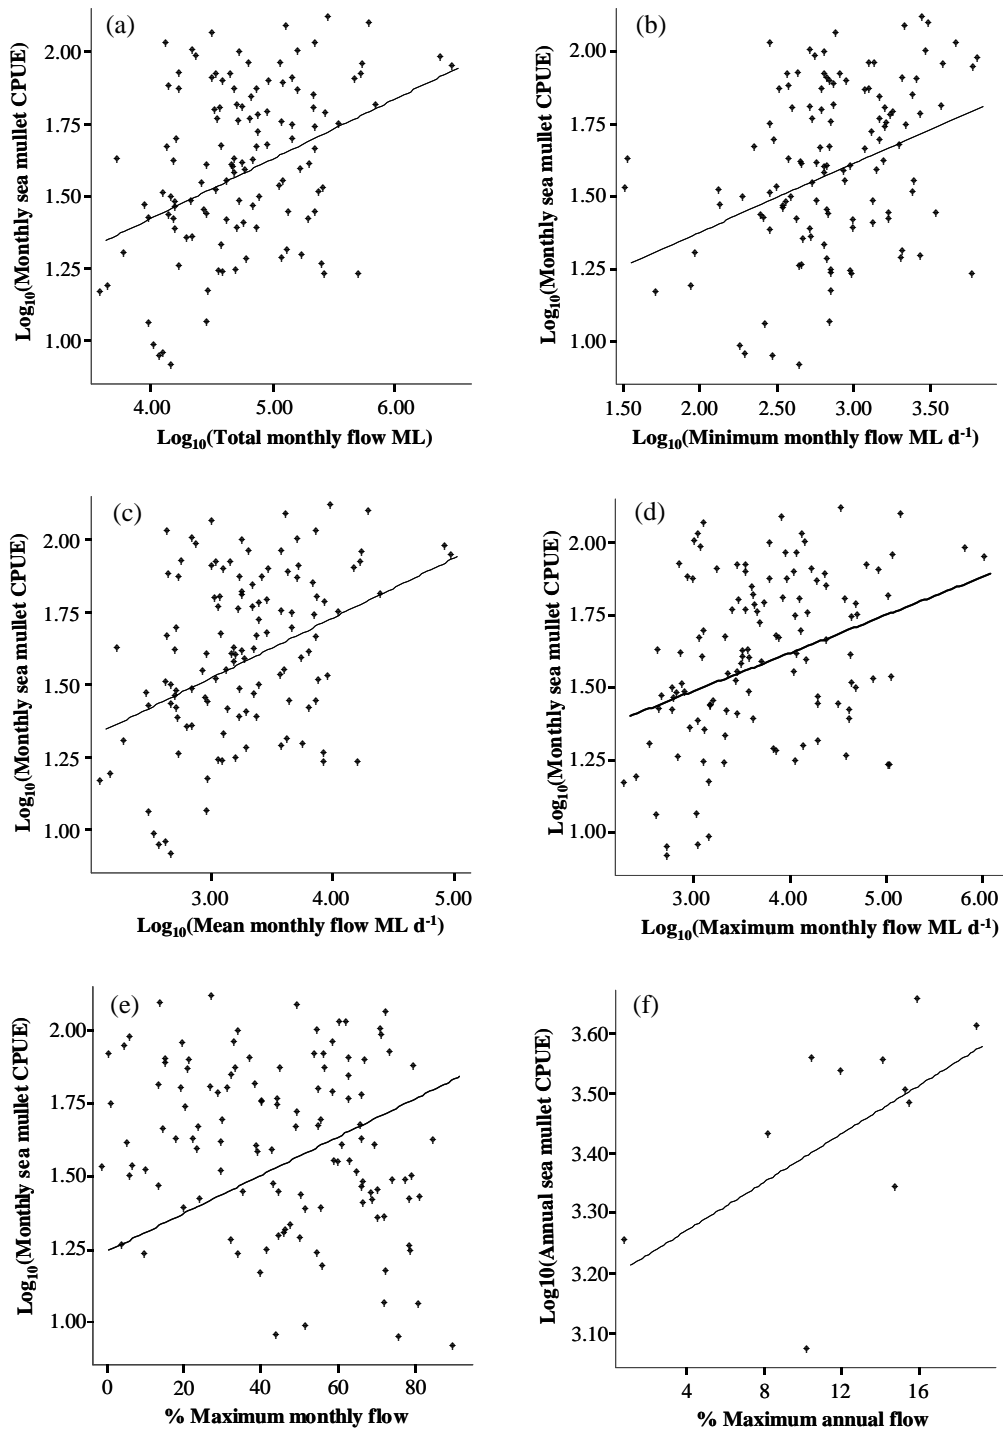 (a)
Log₁₀(Monthly sea mullet CPUE)
2.00
1.75
1.50
1.25
1.00
4.00 5.00 6.00
Log₁₀(Total monthly flow ML)
(b)
Log₁₀(Monthly sea mullet CPUE)
2.00
1.75
1.50
1.25
1.00
1.50 2.00 2.50 3.00 3.50
Log₁₀(Minimum monthly flow ML d⁻¹)
(c)
Log₁₀(Monthly sea mullet CPUE)
2.00
1.75
1.50
1.25
1.00
3.00 4.00 5.00
Log₁₀(Mean monthly flow ML d⁻¹)
(d)
Log₁₀(Monthly sea mullet CPUE)
2.00
1.75
1.50
1.25
1.00
3.00 4.00 5.00 6.00
Log₁₀(Maximum monthly flow ML d⁻¹)
(e)
Log₁₀(Monthly sea mullet CPUE)
2.00
1.75
1.50
1.25
1.00
0 20 40 60 80
% Maximum monthly flow
(f)
Log10(Annual sea mullet CPUE)
3.60
3.50
3.40
3.30
3.20
3.10
4 8 12 16
% Maximum annual flow